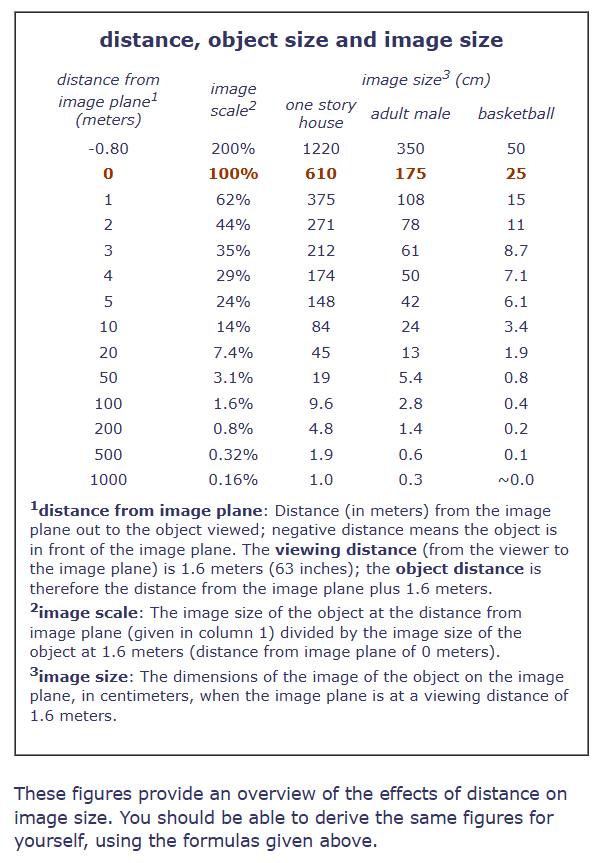 distance, object size and image size
distance from image plane1 (meters) image scale2 image size3 (cm)
one story house adult male basketball
-0.80 200% 1220 350 50
0 100% 610 175 25
1 62% 375 108 15
2 44% 271 78 11
3 35% 212 61 8.7
4 29% 174 50 7.1
5 24% 148 42 6.1
10 14% 84 24 3.4
20 7.4% 45 13 1.9
50 3.1% 19 5.4 0.8
100 1.6% 9.6 2.8 0.4
200 0.8% 4.8 1.4 0.2
500 0.32% 1.9 0.6 0.1
1000 0.16% 1.0 0.3 ~0.0
1distance from image plane: Distance (in meters) from the image
plane out to the object viewed; negative distance means the object is
in front of the image plane. The viewing distance (from the viewer to
the image plane) is 1.6 meters (63 inches); the object distance is
therefore the distance from the image plane plus 1.6 meters.
2image scale: The image size of the object at the distance from
image plane (given in column 1) divided by the image size of the
object at 1.6 meters (distance from image plane of 0 meters).
3image size: The dimensions of the image of the object on the image
plane, in centimeters, when the image plane is at a viewing distance of
1.6 meters.
These figures provide an overview of the effects of distance on
image size. You should be able to derive the same figures for
yourself, using the formulas given above.